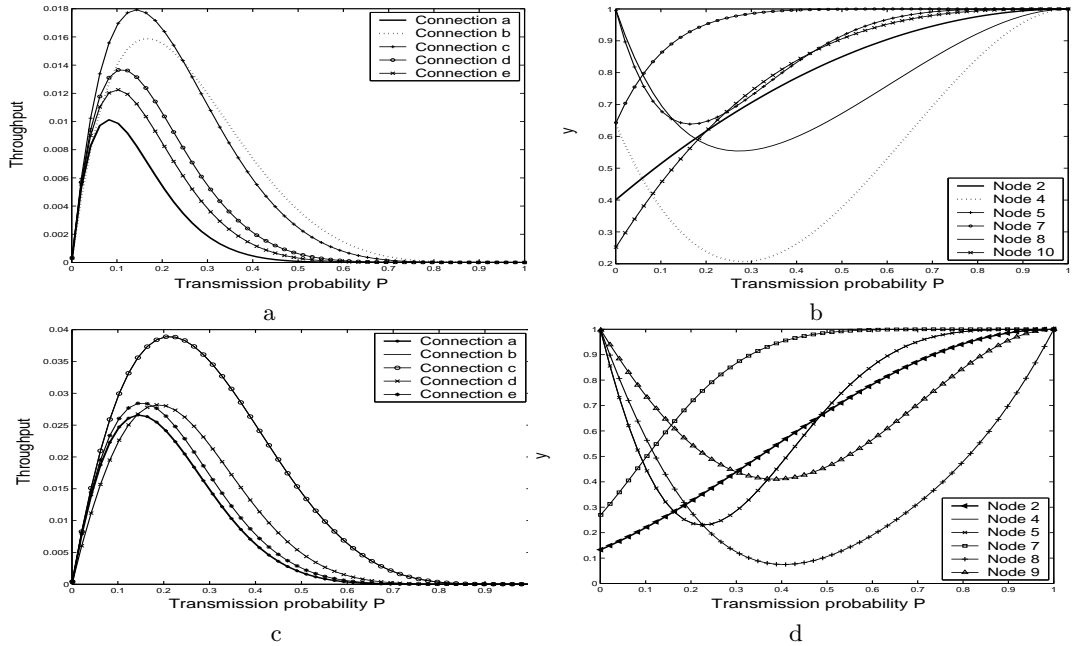 0.018
0.016
0.014
0.012
0.01
0.008
0.006
0.004
0.002
0
Throughput
0 0.1 0.2 0.3 0.4 0.5 0.6 0.7 0.8 0.9 1
Transmission probability P
Connection a
Connection b
Connection c
Connection d
Connection e
a
1
0.9
0.8
0.7
0.6
0.5
0.4
0.3
0.2
y
0 0.1 0.2 0.3 0.4 0.5 0.6 0.7 0.8 0.9 1
Transmission probability P
Node 2
Node 4
Node 5
Node 7
Node 8
Node 10
b
0.04
0.035
0.03
0.025
0.02
0.015
0.01
0.005
0
Throughput
0 0.1 0.2 0.3 0.4 0.5 0.6 0.7 0.8 0.9
Transmission probability P
Connection a
Connection b
Connection c
Connection d
Connection e
c
1
0.9
0.8
0.7
0.6
0.5
0.4
0.3
0.2
0.1
0
y
0 0.1 0.2 0.3 0.4 0.5 0.6 0.7 0.8 0.9 1
Transmission probability P
Node 2
Node 4
Node 5
Node 7
Node 8
Node 9
d